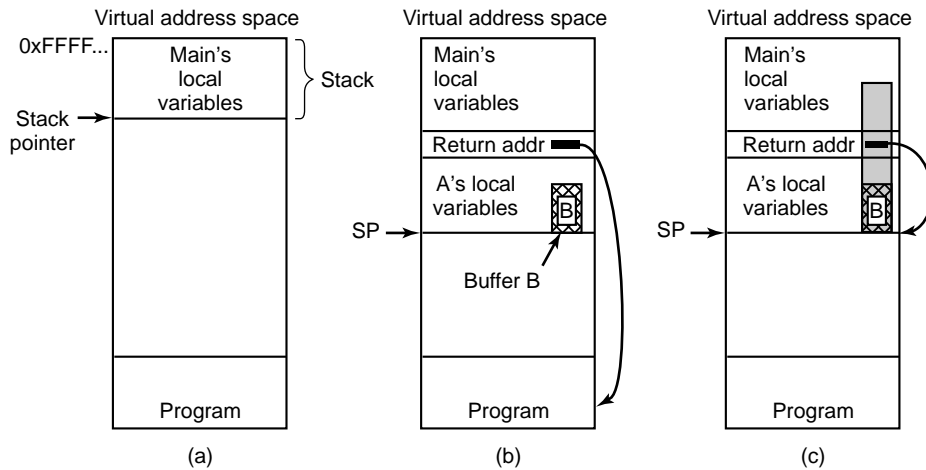 Virtual address space
0xFFFF...
Main's
local
variables
Stack
Stack
pointer
Program
(a)
Virtual address space
Main's
local
variables
Return addr
A's local
variables
B
SP
Buffer B
Program
(b)
Virtual address space
Main's
local
variables
Return addr
A's local
variables
B
SP
Program
(c)